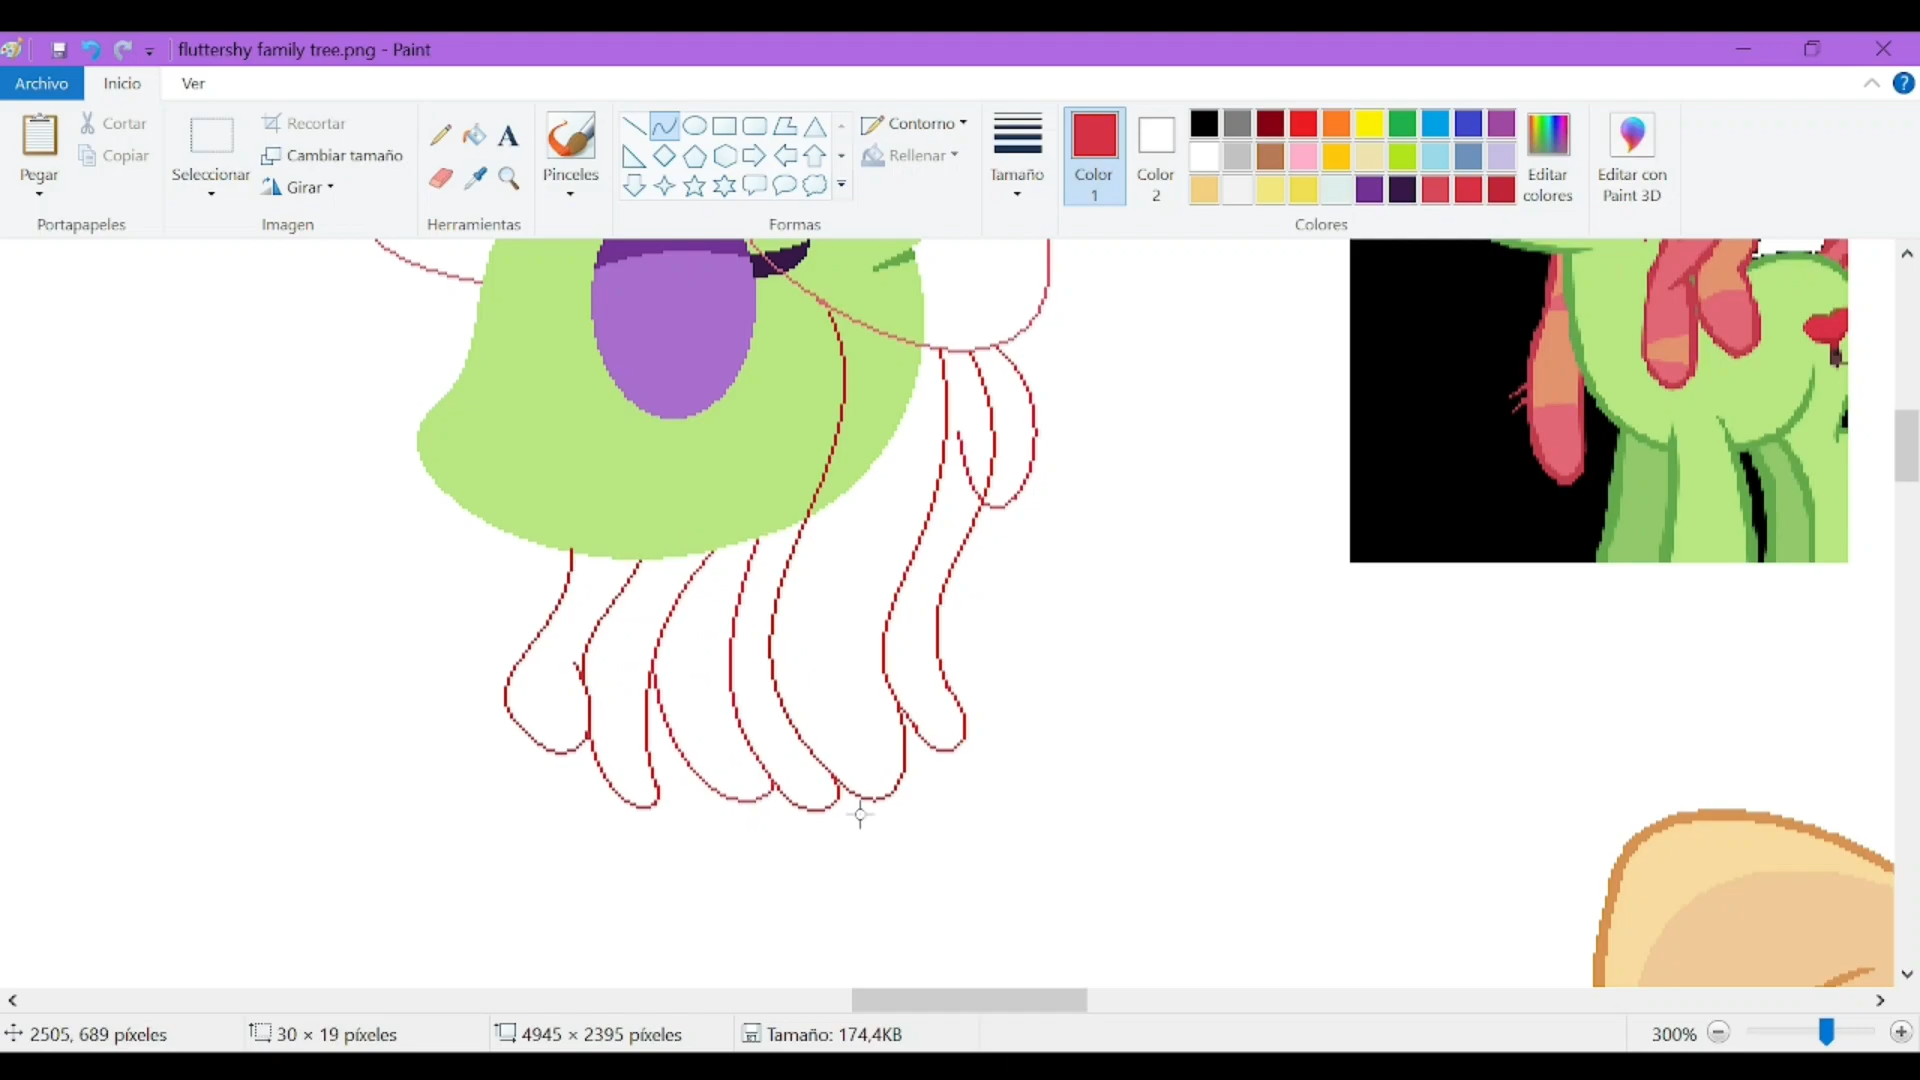 fluttershy family tree.png - Paint
Archivo Inicio Ver
Pegar
Cortar
Copiar
Portapapeles
Seleccionar
Recortar
Cambiar tamaño
Girar
Imagen
A
Herramientas
Pinceles
Contorno
Rellenar
Formas
Tamaño
Color
1
Color
2
Editar
colores
Colores
Editar con
Paint 3D
?
2505, 689 píxeles 30 × 19 píxeles 4945 × 2395 píxeles Tamaño: 174,4KB 300%